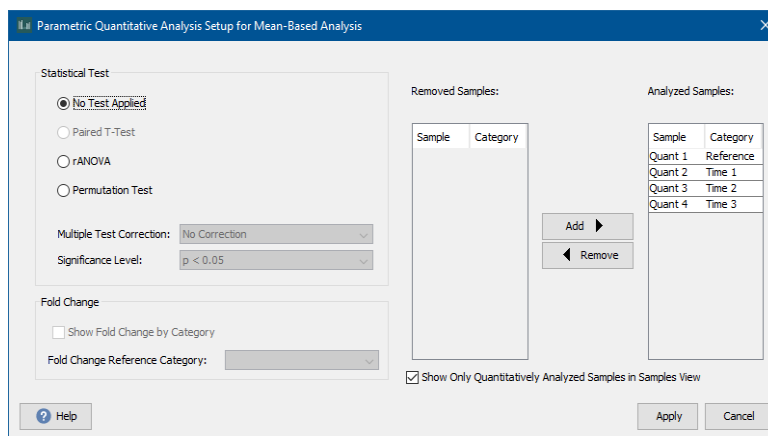 Parametric Quantitative Analysis Setup for Mean-Based Analysis
Statistical Test
No Test Applied
Paired T-Test
rANOVA
Permutation Test
Multiple Test Correction: No Correction
Significance Level: p < 0.05
Fold Change
Show Fold Change by Category
Fold Change Reference Category:
Removed Samples:
Sample Category
Add
Remove
Analyzed Samples:
Sample Category
Quant 1 Reference
Quant 2 Time 1
Quant 3 Time 2
Quant 4 Time 3
Show Only Quantitatively Analyzed Samples in Samples View
Help
Apply
Cancel